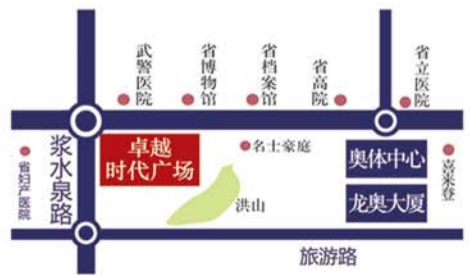 武警医院
省博物馆
省档案馆
省高院
省立医院
浆水泉路
省妇产医院
卓越
时代广场
名士豪庭
奥体中心
龙奥大厦
喜来登
洪山
旅游路